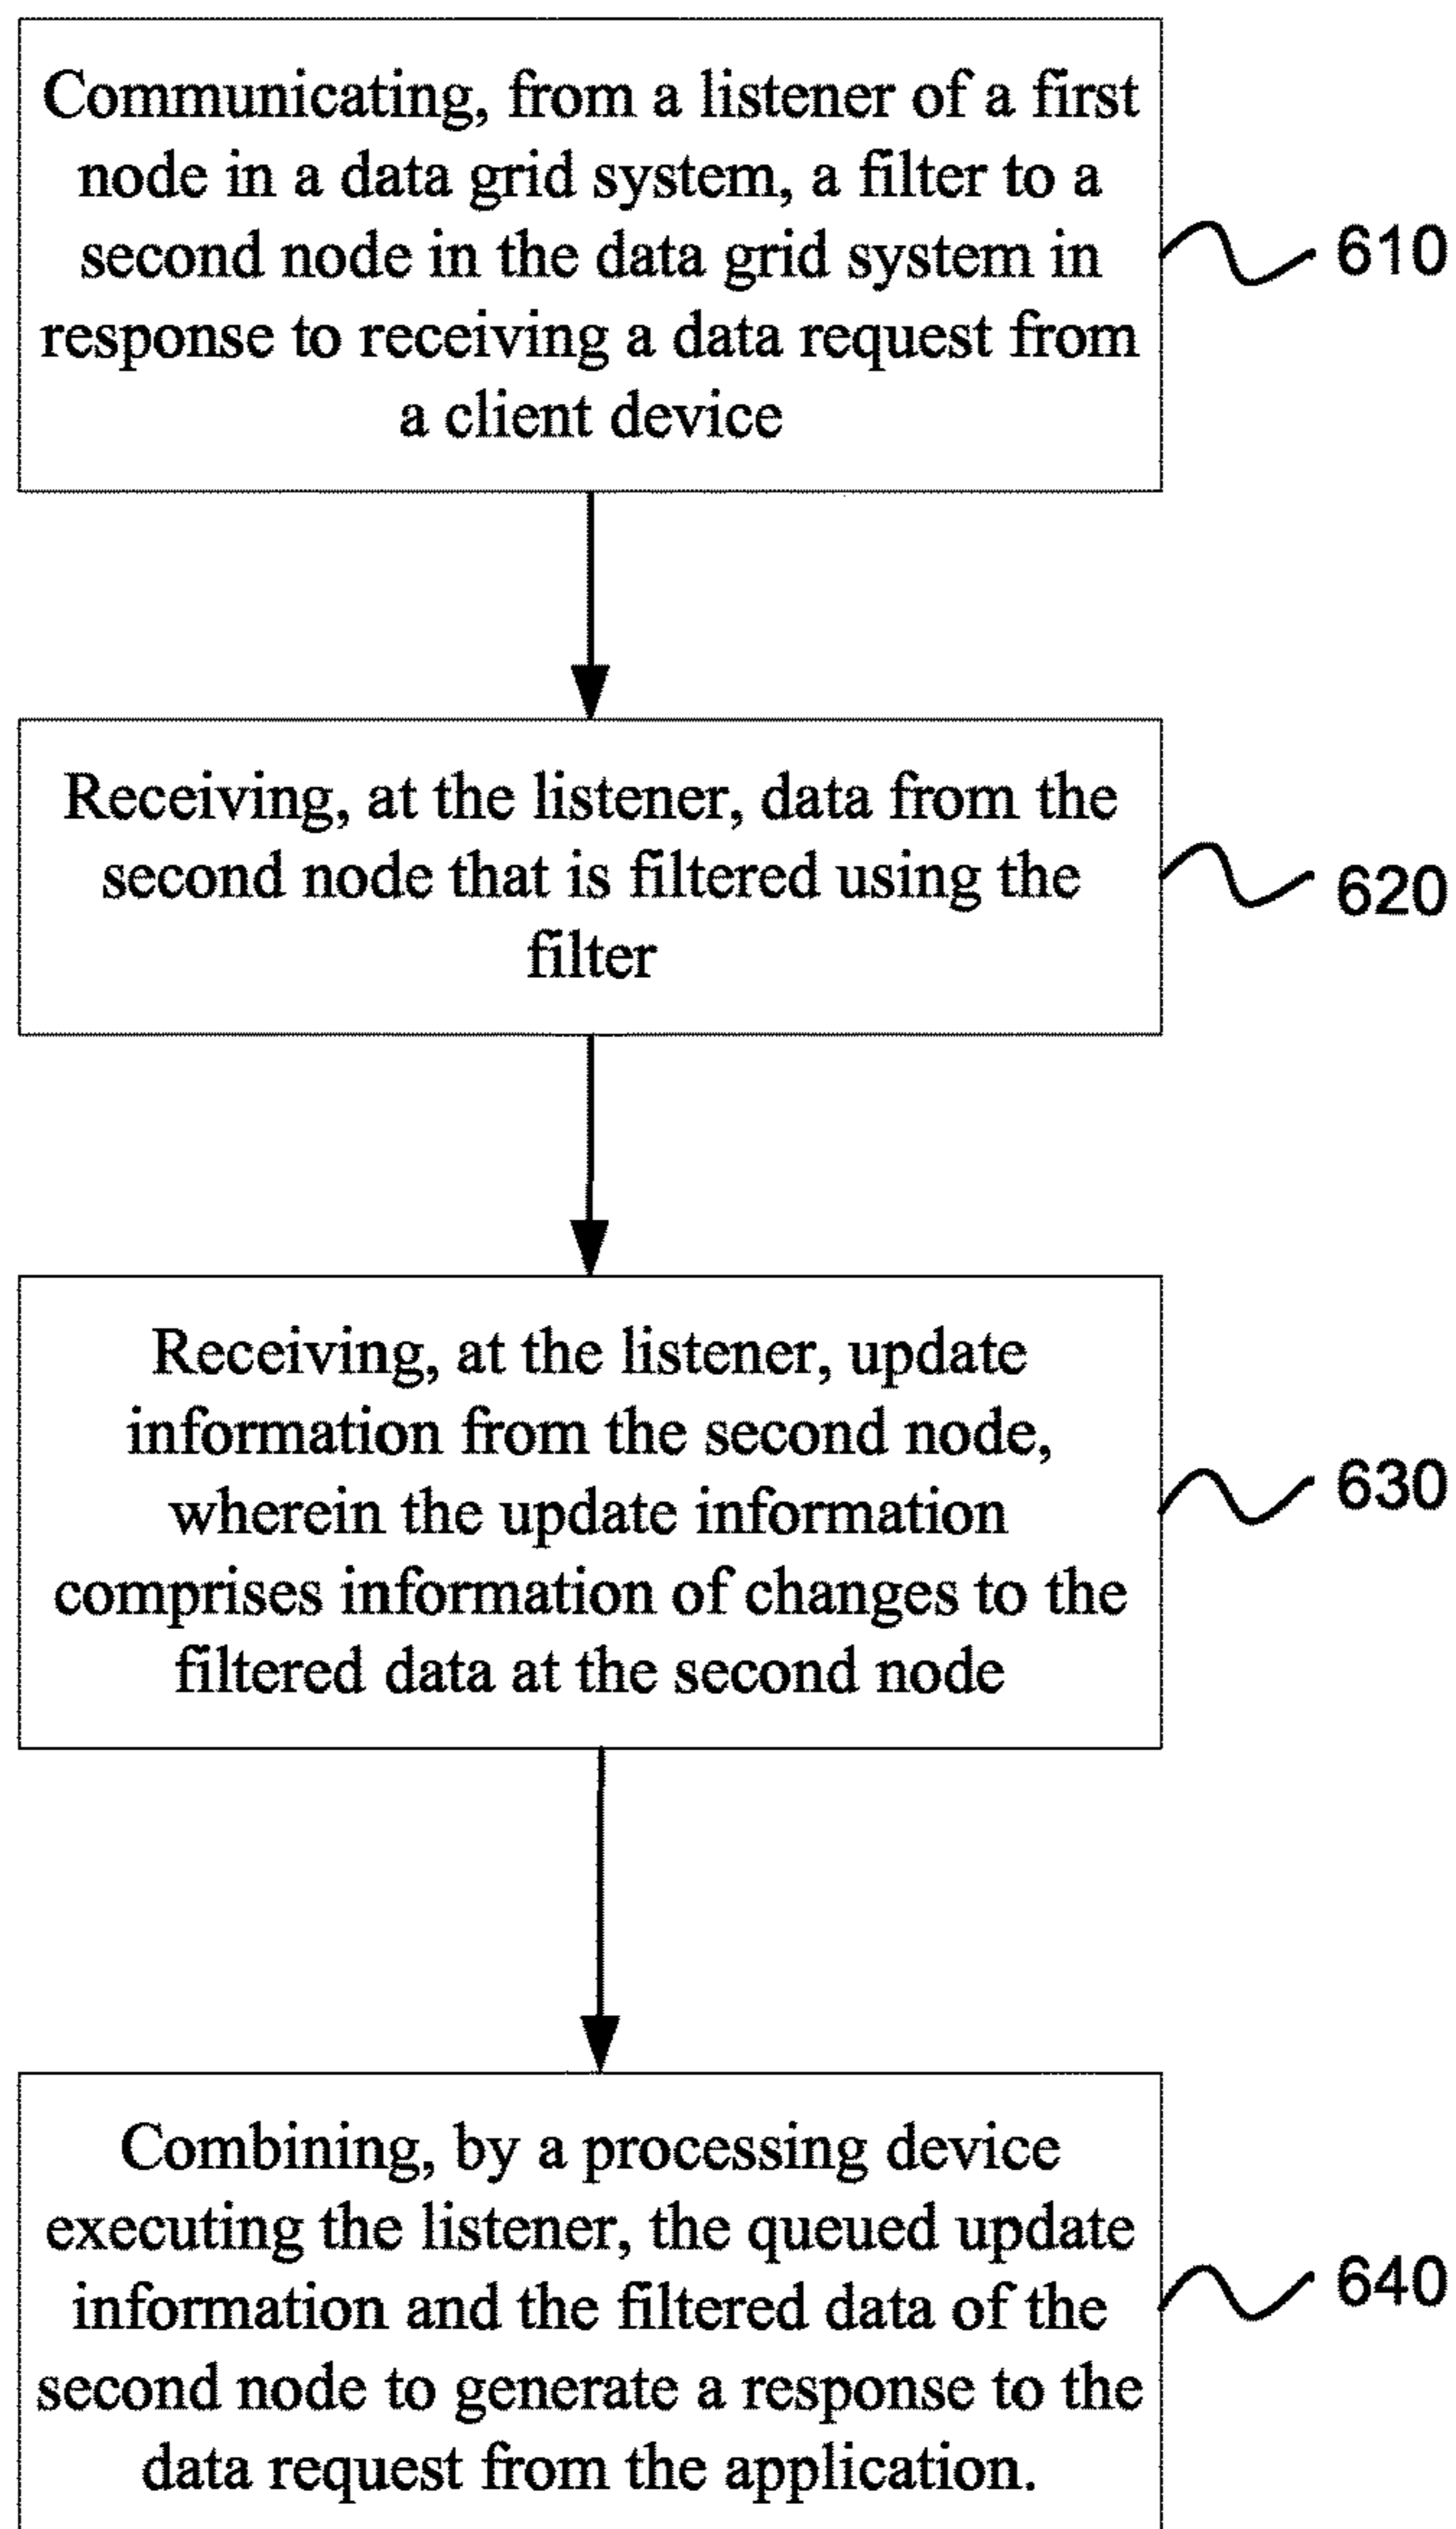 Communicating, from a listener of a first
node in a data grid system, a filter to a
second node in the data grid system in
response to receiving a data request from
a client device
610
Receiving, at the listener, data from the
second node that is filtered using the
filter
620
Receiving, at the listener, update
information from the second node,
wherein the update information
comprises information of changes to the
filtered data at the second node
630
Combining, by a processing device
executing the listener, the queued update
information and the filtered data of the
second node to generate a response to the
data request from the application.
640